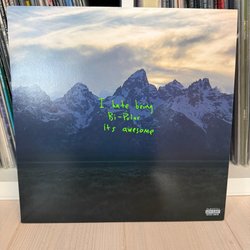 I hate being
Bi-Polar
its awesome